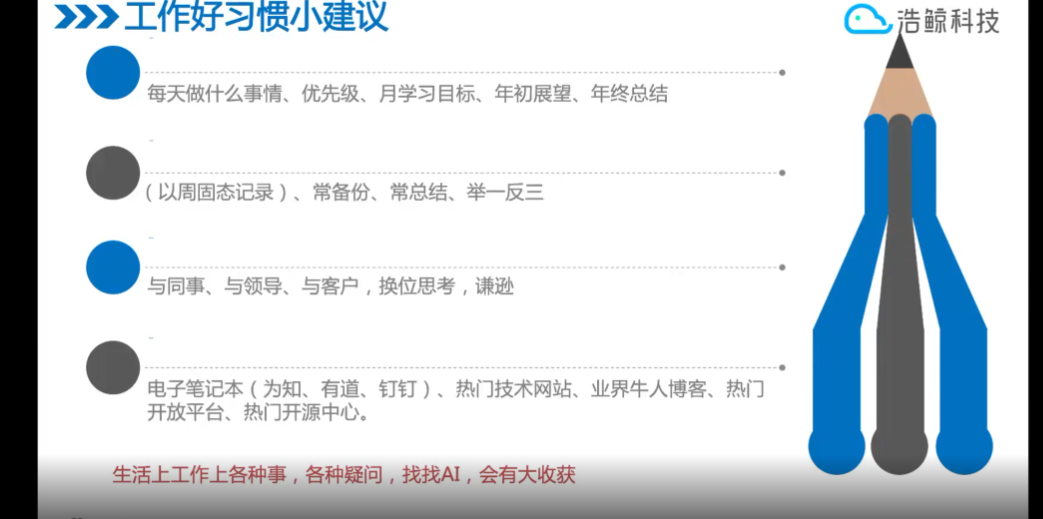 工作好习惯小建议
浩鲸科技
每天做什么事情、优先级、月学习目标、年初展望、年终总结
（以周固态记录）、常备份、常总结、举一反三
与同事、与领导、与客户，换位思考，谦逊
电子笔记本（为知、有道、钉钉）、热门技术网站、业界牛人博客、热门
开放平台、热门开源中心。
生活上工作上各种事，各种疑问，找找AI，会有大收获